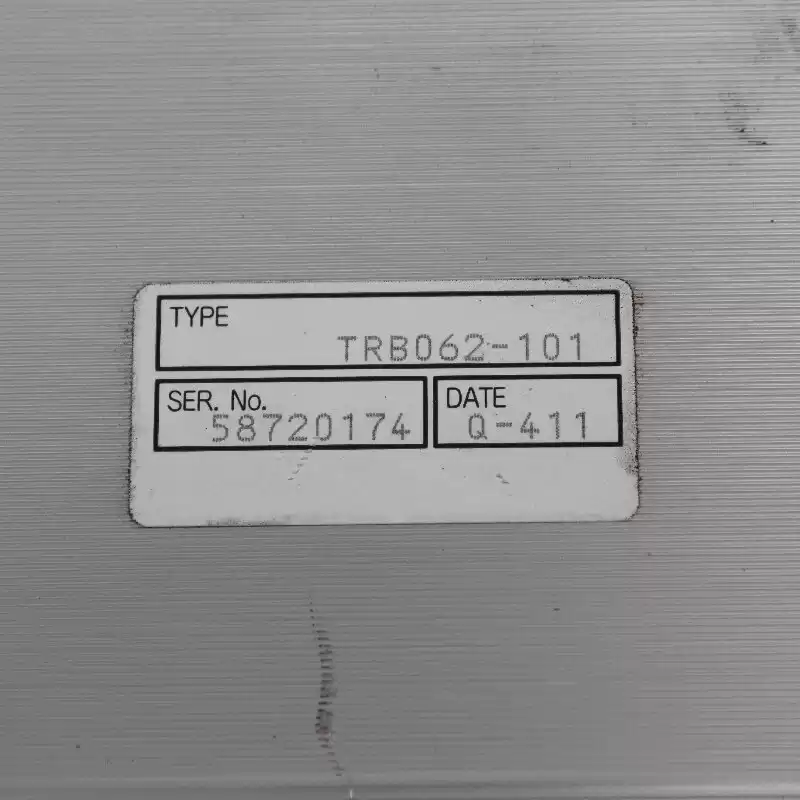 TYPE
TRB062-101
SER. No.
58720174
DATE
Q-411